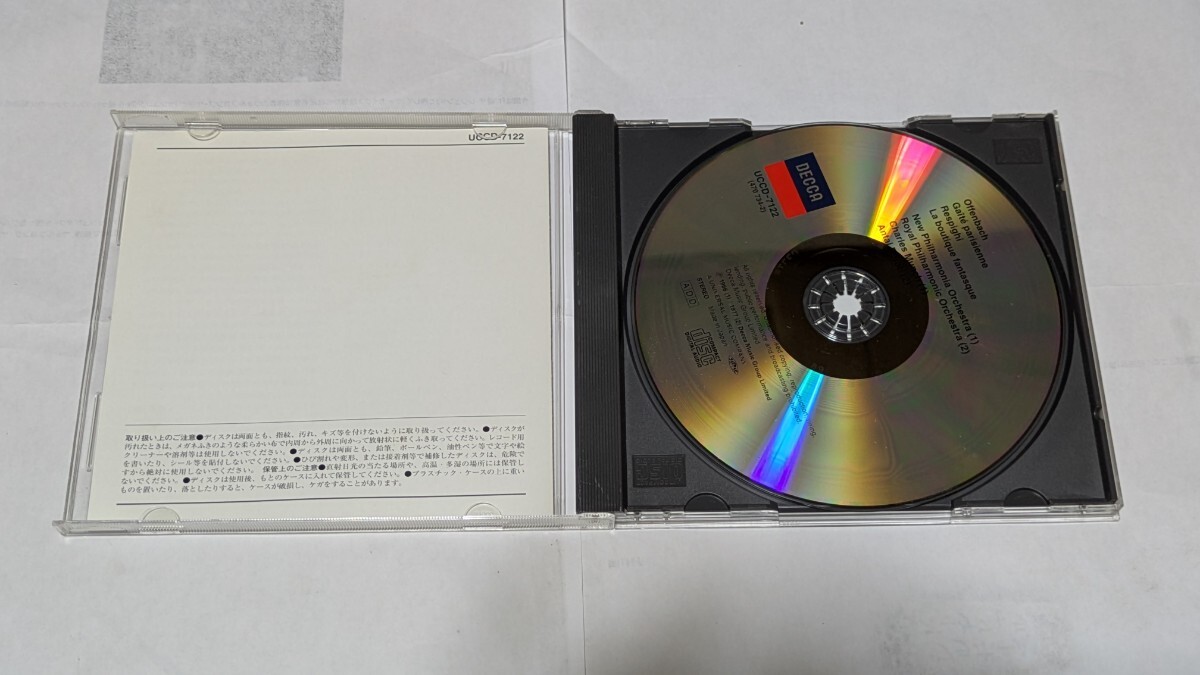 UCCD-7122
取り扱い上のご注意●ディスクは両面とも、指紋、汚れ、キズ等を付けないように取り扱ってください。●ディスクが
汚れたときは、メガネふきのような柔らかい布で内周から外周に向かって放射状に軽くふき取ってください。レコード用
クリーナーや溶剤等は使用しないでください。●ディスクは両面とも、鉛筆、ボールペン、油性ペン等で文字や絵
を書いたり、シール等を貼付しないでください。●ひび割れや変形、または接着剤等で補修したディスクは、危険で
すから絶対に使用しないでください。 保管上のご注意●直射日光の当たる場所や、高温・多湿の場所には保管し
ないでください。●ディスクは使用後、もとのケースに入れて保管してください。●プラスチック・ケースの上に重い
ものを置いたり、落としたりすると、ケースが破損し、ケガをすることがあります。
DECCA
UCCD-7122
(470 734-2)
Offenbach
Gaîté parisienne
Respighi
La boutique fantasque
New Philharmonia Orchestra (1)
Royal Philharmonic Orchestra (2)
Charles
Antal
STEREO
ADD
COMPACT
disc
DIGITAL AUDIO
Decca Music Group Limited
Made in Japan